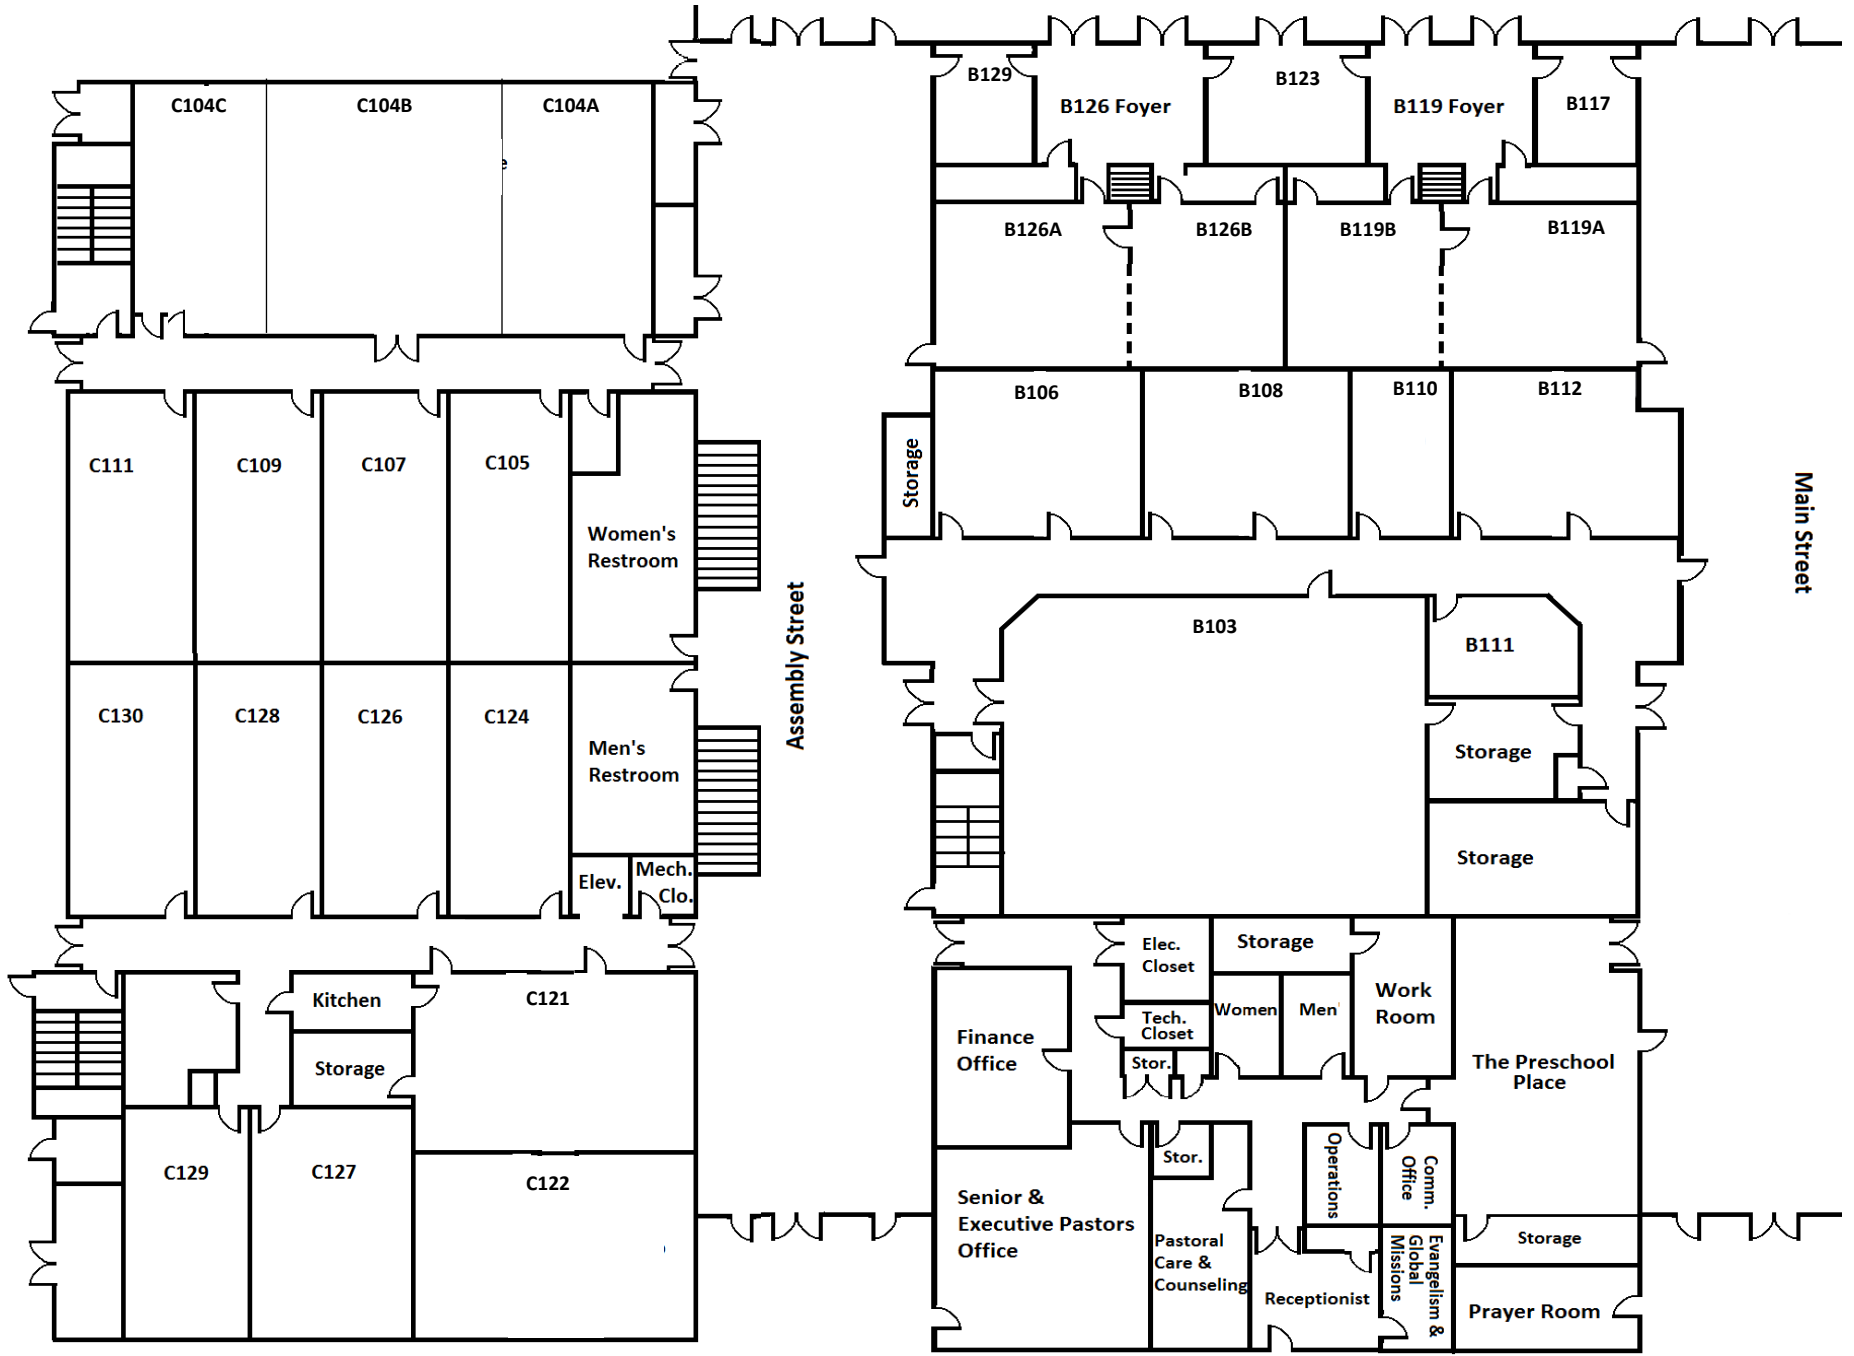 C104C
C104B
C104A
e
C111
C109
C107
C105
Women's
Restroom
C130
C128
C126
C124
Men's
Restroom
Elev.
Mech.
Clo.
Kitchen
Storage
C121
C129
C127
C122
Assembly Street
B129
B126 Foyer
B123
B119 Foyer
B117
B126A
B126B
B119B
B119A
B106
B108
B110
B112
Storage
Main Street
B103
B111
Storage
Storage
Elec.
Closet
Storage
Tech.
Closet
Women
Men'
Work
Room
Stor.
Finance
Office
The Preschool
Place
Stor.
Operations
Comm.
Office
Senior &
Executive Pastors
Office
Pastoral
Care &
Counseling
Receptionist
Evangelism &
Global
Missions
Storage
Prayer Room